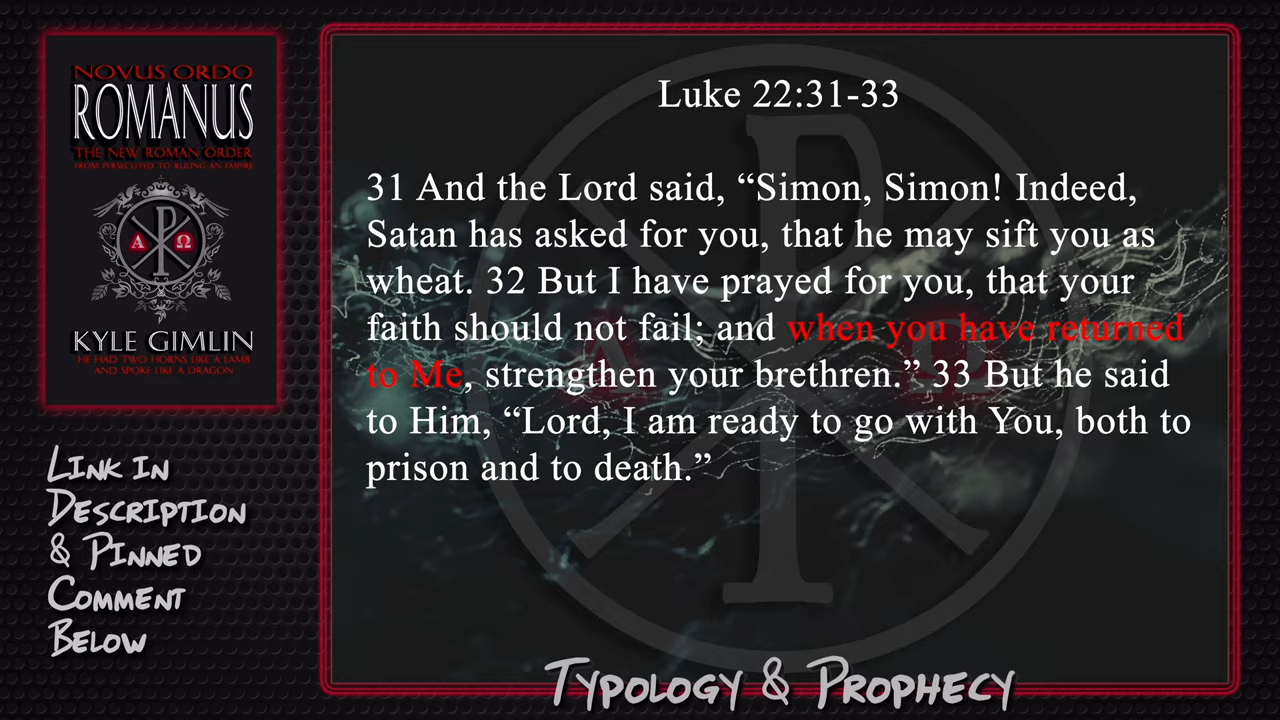 NOVUS ORDO
ROMANUS
THE NEW ROMAN ORDER
FROM PERSECUTED TO RULING AN EMPIRE
Α Ω
KYLE GIMLIN
HE HAD TWO HORNS LIKE A LAMB
AND SPOKE LIKE A DRAGON
LINK IN
DESCRIPTION
& PINNED
COMMENT
BELOW
Luke 22:31-33
31 And the Lord said, “Simon, Simon! Indeed,
Satan has asked for you, that he may sift you as
wheat. 32 But I have prayed for you, that your
faith should not fail; and when you have returned
to Me, strengthen your brethren.” 33 But he said
to Him, “Lord, I am ready to go with You, both to
prison and to death.”
TYPOLOGY & PROPHECY